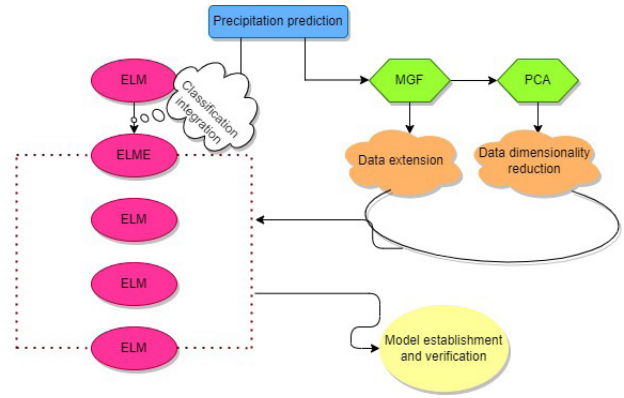 Precipitation prediction
ELM
Classification
integration
MGF
PCA
ELME
Data extension
Data dimensionality
reduction
ELM
ELM
ELM
Model establishment
and verification